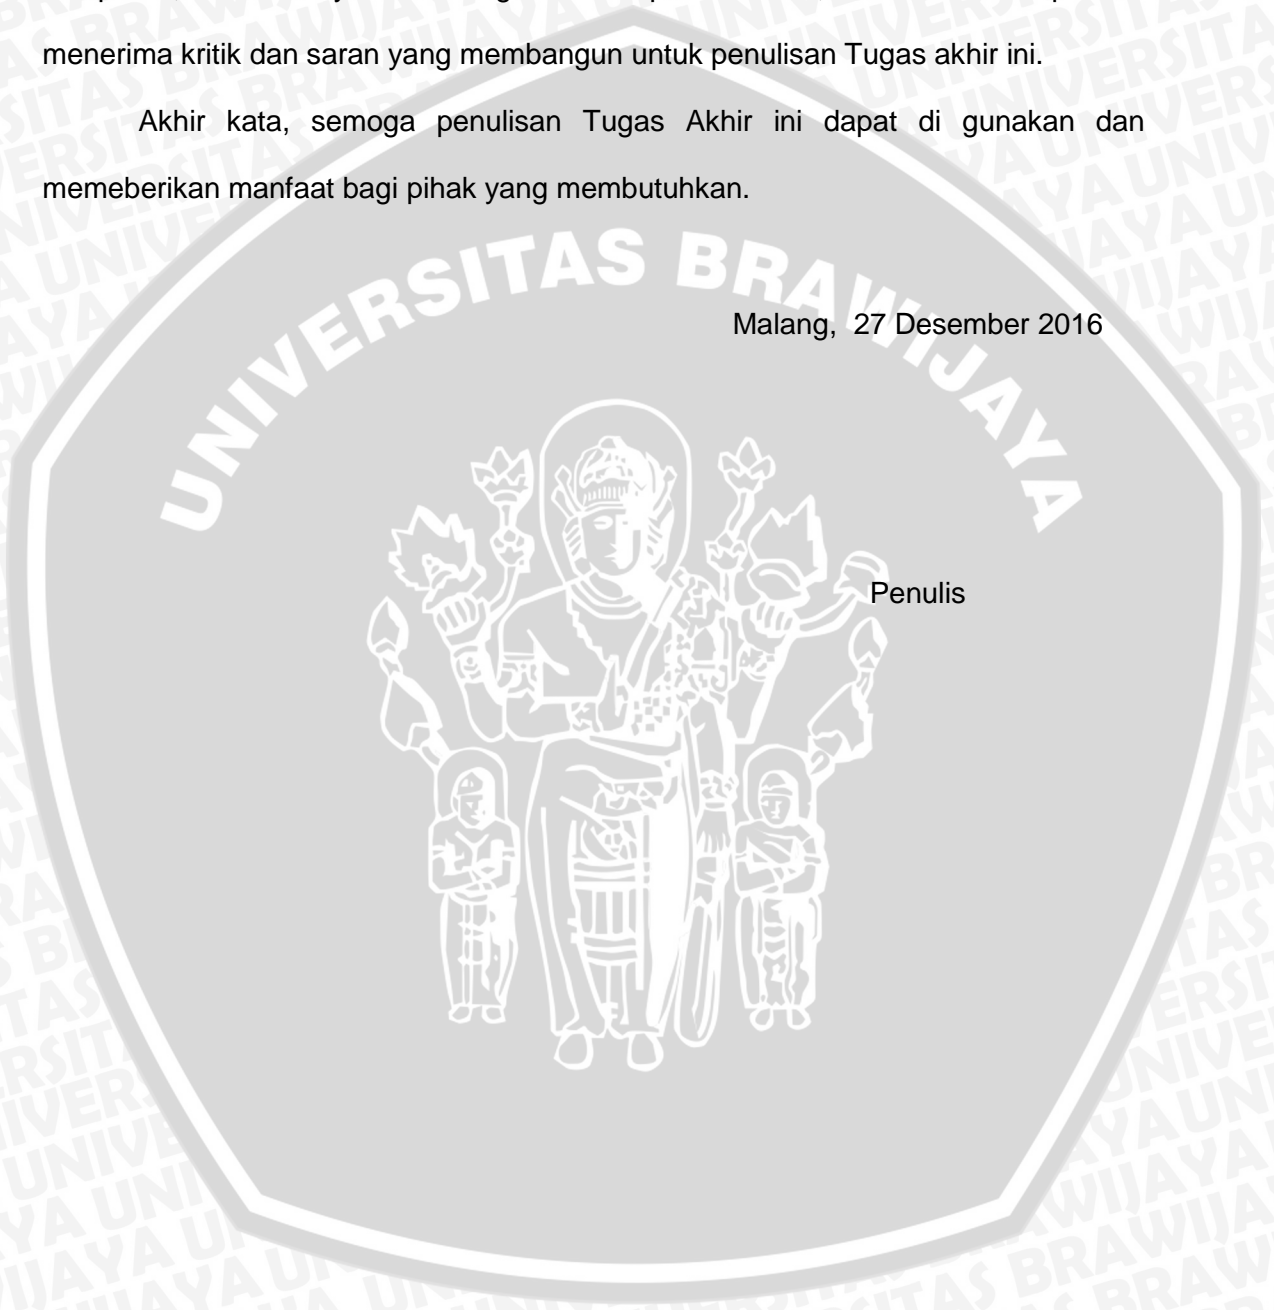 menerima kritik dan saran yang membangun untuk penulisan Tugas akhir ini.
Akhir kata, semoga penulisan Tugas Akhir ini dapat di gunakan dan
memeberikan manfaat bagi pihak yang membutuhkan.
UNIVERSITAS BRAWIJAYA
Malang, 27 Desember 2016
Penulis